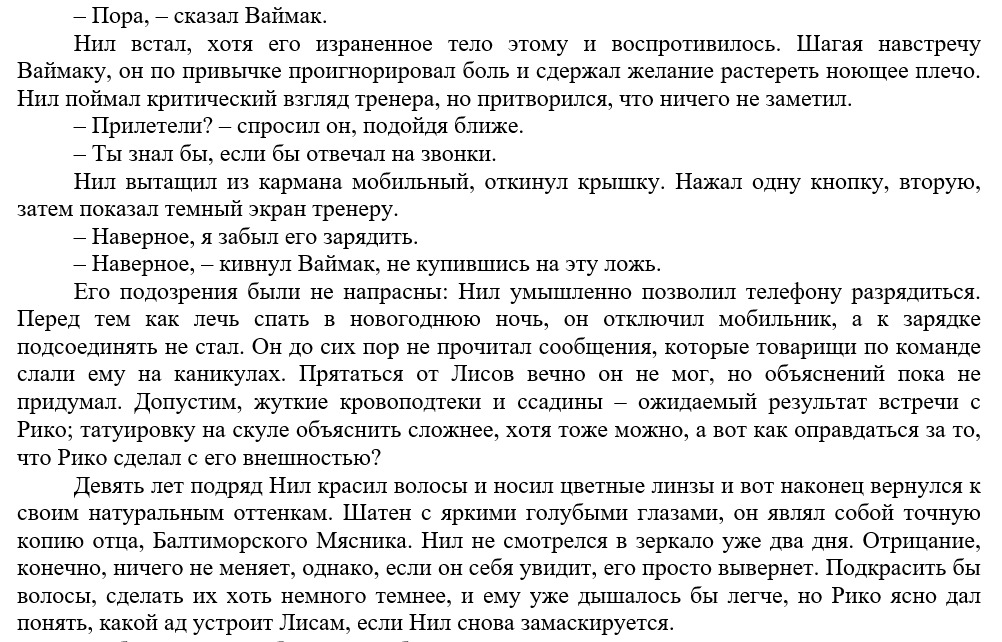 – Пора, – сказал Ваймак.
Нил встал, хотя его израненное тело этому и воспротивилось. Шагая навстречу
Ваймаку, он по привычке проигнорировал боль и сдержал желание растереть ноющее плечо.
Нил поймал критический взгляд тренера, но притворился, что ничего не заметил.
– Прилетели? – спросил он, подойдя ближе.
– Ты знал бы, если бы отвечал на звонки.
Нил вытащил из кармана мобильный, откинул крышку. Нажал одну кнопку, вторую,
затем показал темный экран тренеру.
– Наверное, я забыл его зарядить.
– Наверное, – кивнул Ваймак, не купившись на эту ложь.
Его подозрения были не напрасны: Нил умышленно позволил телефону разрядиться.
Перед тем как лечь спать в новогоднюю ночь, он отключил мобильник, а к зарядке
подсоединять не стал. Он до сих пор не прочитал сообщения, которые товарищи по команде
слали ему на каникулах. Прятаться от Лисов вечно он не мог, но объяснений пока не
придумал. Допустим, жуткие кровоподтеки и ссадины – ожидаемый результат встречи с
Рико; татуировку на скуле объяснить сложнее, хотя тоже можно, а вот как оправдаться за то,
что Рико сделал с его внешностью?
Девять лет подряд Нил красил волосы и носил цветные линзы и вот наконец вернулся к
своим натуральным оттенкам. Шатен с яркими голубыми глазами, он являл собой точную
копию отца, Балтиморского Мясника. Нил не смотрелся в зеркало уже два дня. Отрицание,
конечно, ничего не меняет, однако, если он себя увидит, его просто вывернет. Подкрасить бы
волосы, сделать их хоть немного темнее, и ему уже дышалось бы легче, но Рико ясно дал
понять, какой ад устроит Лисам, если Нил снова замаскируется.